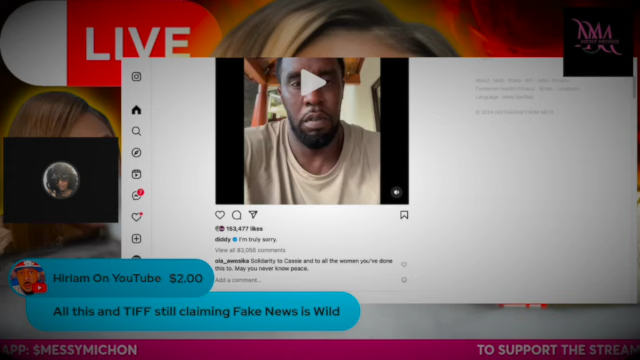 LIVE
153,477 likes
diddy I'm truly sorry.
View all 83,056 comments
ola_awosika Solidarity to Cassie and to all the women you've done
this to. May you never know peace.
Add a comment...
Hiriam On YouTube $2.00
All this and TIFF still claiming Fake News is Wild
APP: $MESSYMICHON
TO SUPPORT THE STREAM